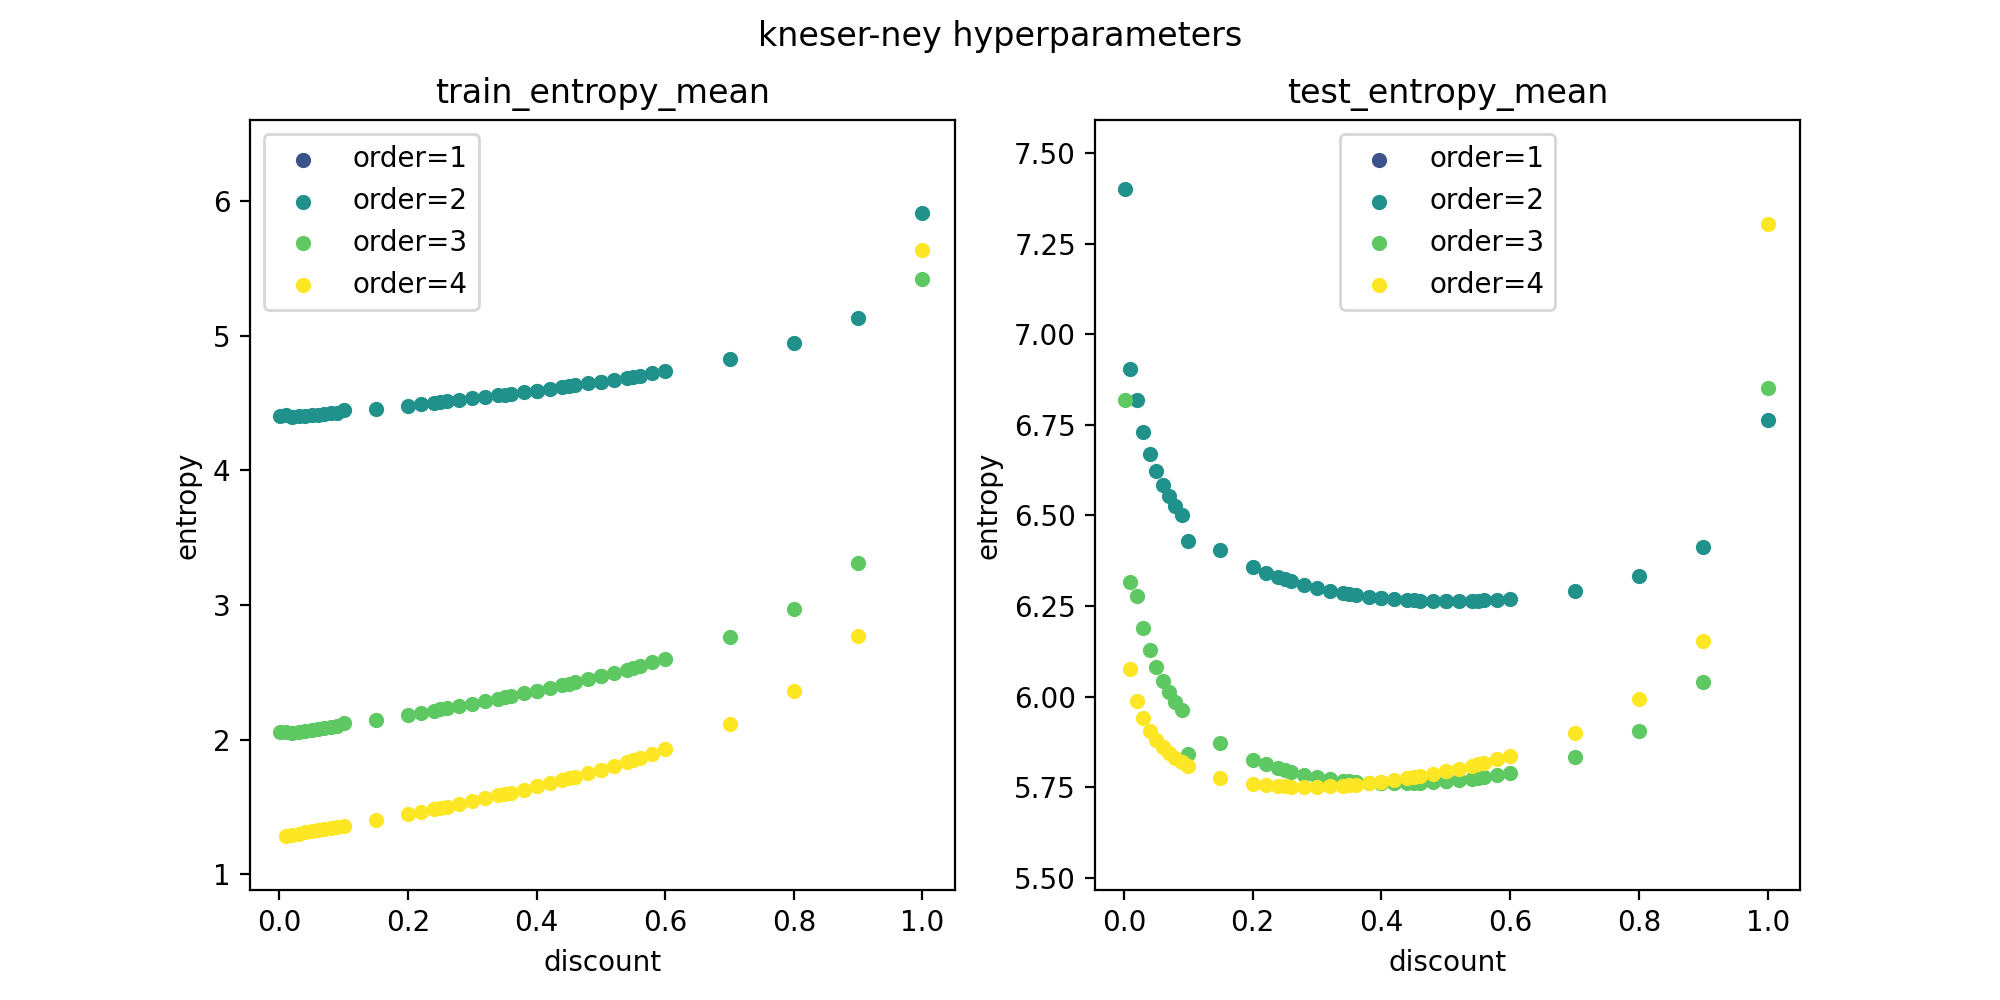 kneser-ney hyperparameters
train_entropy_mean
order=1
order=2
order=3
order=4
6
5
4
3
2
1
entropy
0.0 0.2 0.4 0.6 0.8 1.0
discount
test_entropy_mean
order=1
order=2
order=3
order=4
7.50
7.25
7.00
6.75
6.50
6.25
6.00
5.75
5.50
entropy
0.0 0.2 0.4 0.6 0.8 1.0
discount